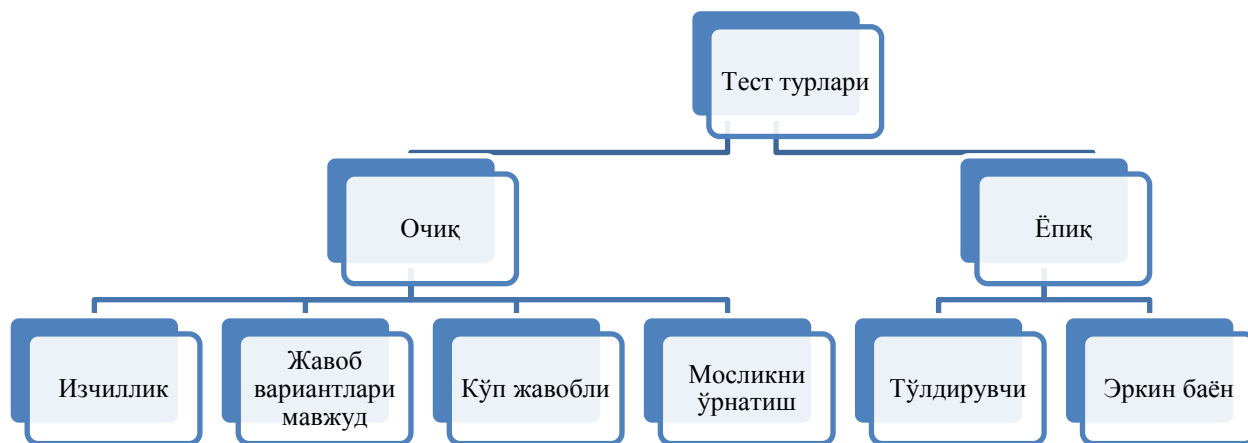 Тест турлари
Очиқ
Ёпиқ
Изчиллик
Жавоб
вариантлари
мавжуд
Кўп жавобли
Мосликни
ўрнатиш
Тўлдирувчи
Эркин баён